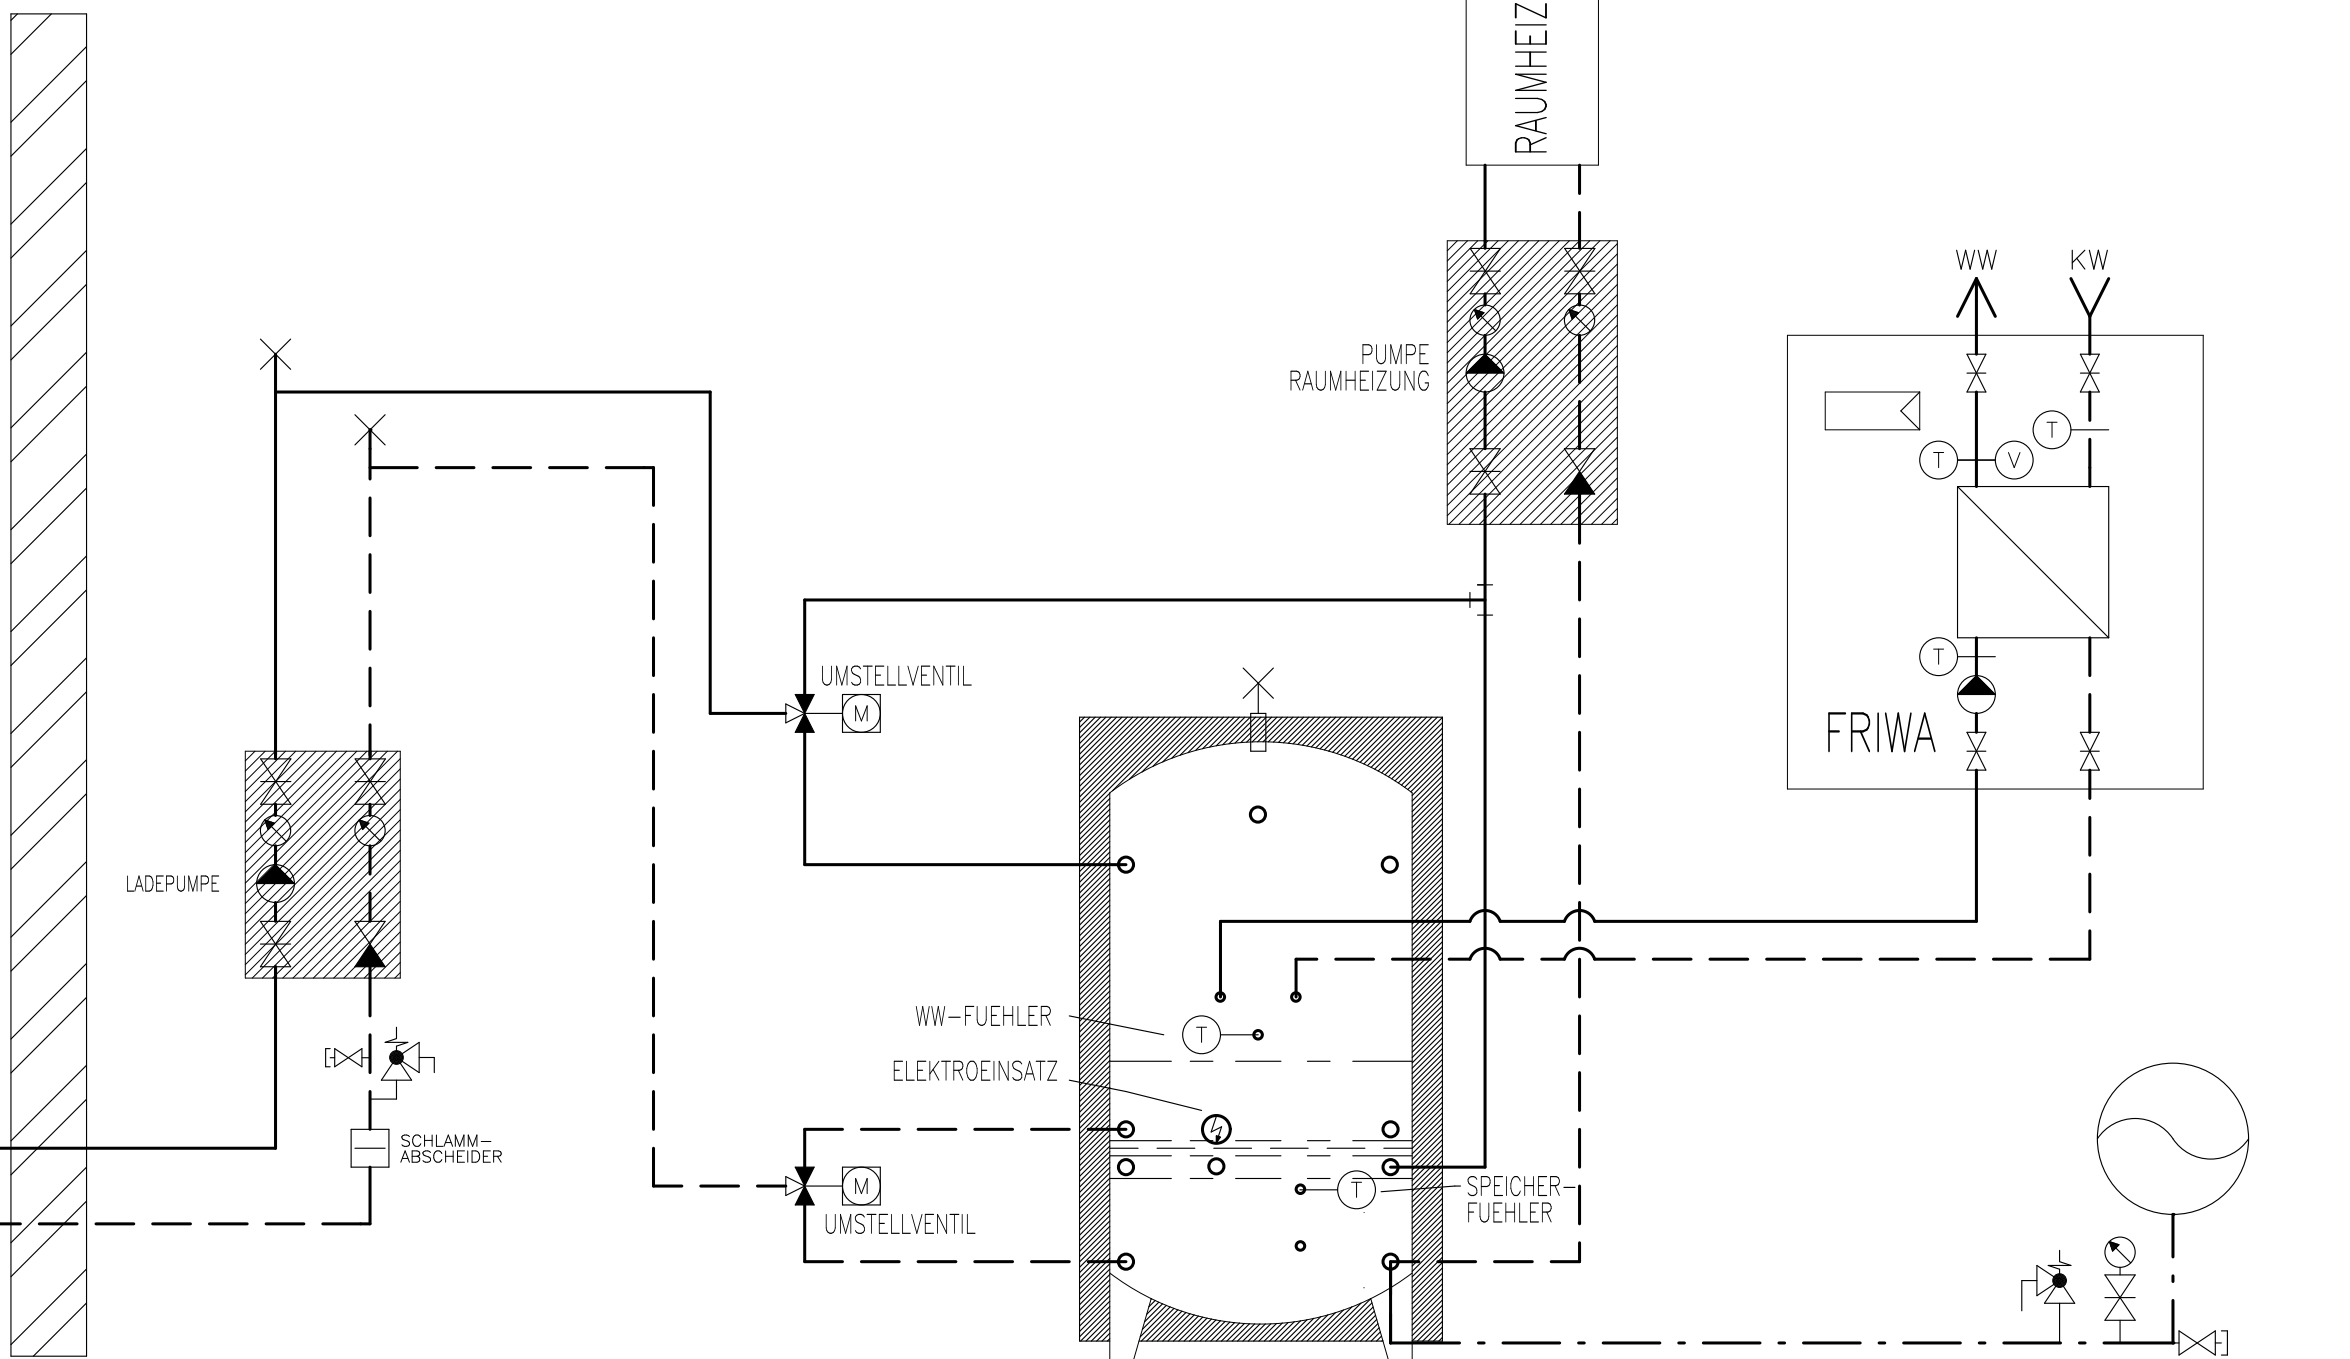 RAUMHEIZ
WW
KW
PUMPE
RAUMHEIZUNG
T
T
V
UMSTELLVENTIL
M
T
FRIWA
LADEPUMPE
WW-FUEHLER
T
ELEKTROEINSATZ
SCHLAMM-
ABSCHEIDER
M
T
SPEICHER-
FUEHLER
UMSTELLVENTIL